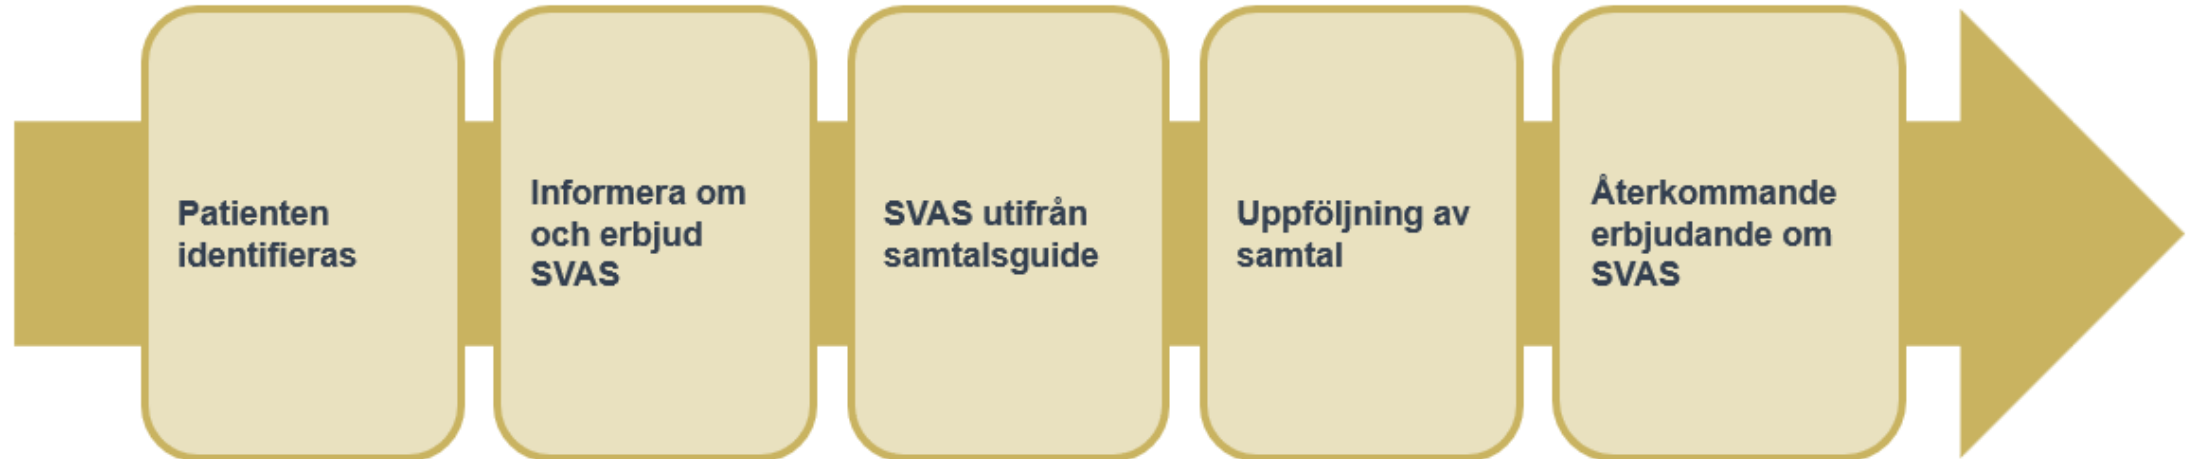 Patienten
identifieras
Informera om
och erbjud
SVAS
SVAS utifrån
samtalsguide
Uppföljning av
samtal
Återkommande
erbjudande om
SVAS